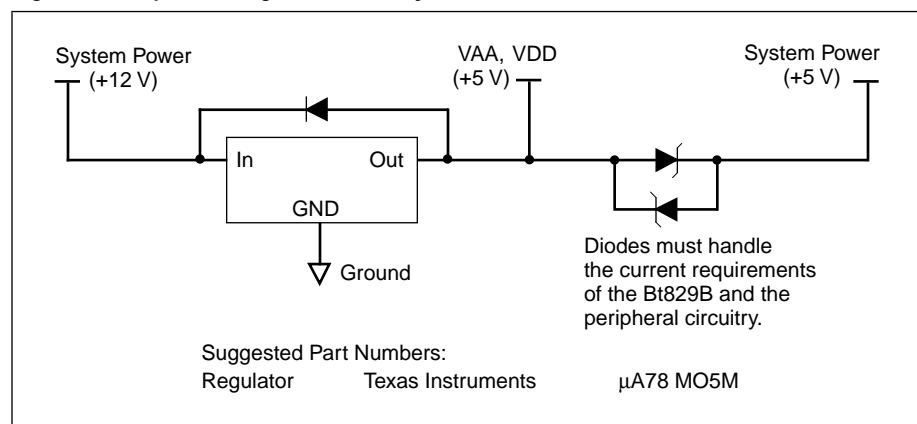 System Power
(+12 V)
VAA, VDD
(+5 V)
System Power
(+5 V)
In
Out
GND
Ground
Diodes must handle
the current requirements
of the Bt829B and the
peripheral circuitry.
Suggested Part Numbers:
Regulator Texas Instruments μA78 MO5M